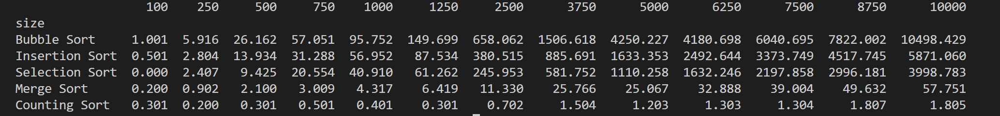 100 250 500 750 1000 1250 2500 3750 5000 6250 7500 8750 10000
size
Bubble Sort 1.001 5.916 26.162 57.051 95.752 149.699 658.062 1506.618 4250.227 4180.698 6040.695 7822.002 10498.429
Insertion Sort 0.501 2.804 13.934 31.288 56.952 87.534 380.515 885.691 1633.353 2492.644 3373.749 4517.745 5871.060
Selection Sort 0.000 2.407 9.425 20.554 40.910 61.262 245.953 581.752 1110.258 1632.246 2197.858 2996.181 3998.783
Merge Sort 0.200 0.902 2.100 3.009 4.317 6.419 11.330 25.766 25.067 32.888 39.004 49.632 57.751
Counting Sort 0.301 0.200 0.301 0.501 0.401 0.301 0.702 1.504 1.203 1.303 1.304 1.807 1.805